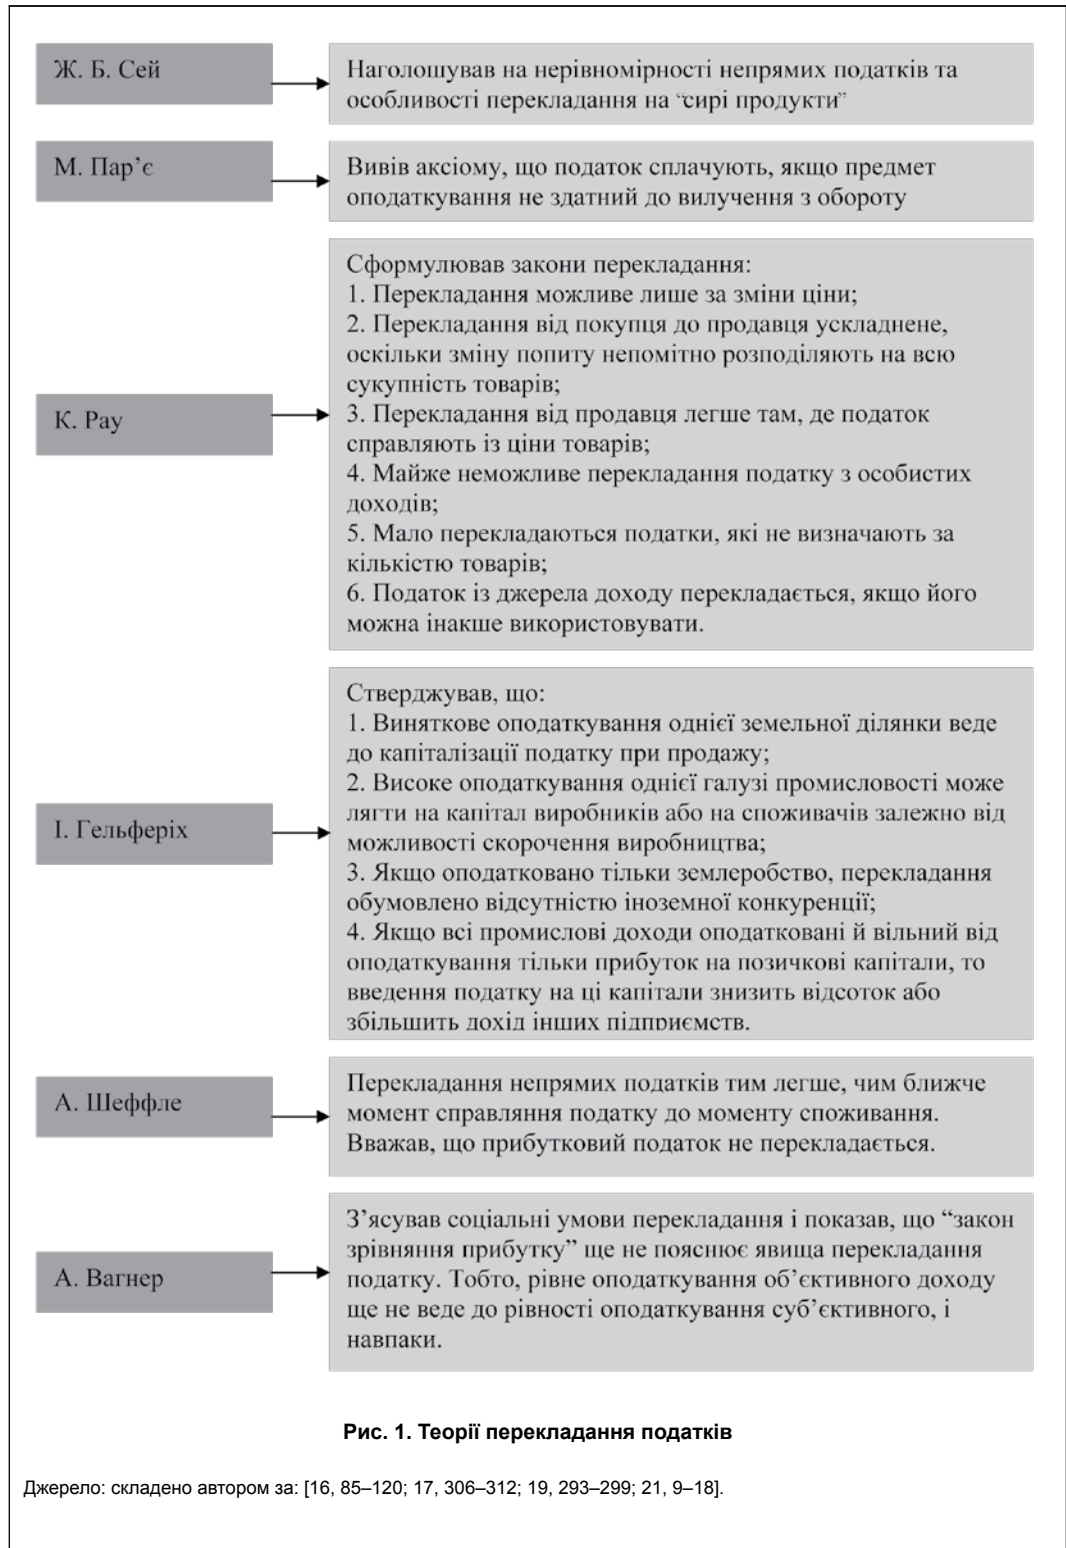 Ж. Б. Сей
Наголошував на нерівномірності непрямих податків та
особливості перекладання на “сирі продукти”
М. Пар’є
Вивів аксіому, що податок сплачують, якщо предмет
оподаткування не здатний до вилучення з обороту
К. Рау
Сформулював закони перекладання:
1. Перекладання можливе лише за зміни ціни;
2. Перекладання від покупця до продавця ускладнене,
оскільки зміну попиту непомітно розподіляють на всю
сукупність товарів;
3. Перекладання від продавця легше там, де податок
справляють із ціни товарів;
4. Майже неможливе перекладання податку з особистих
доходів;
5. Мало перекладаються податки, які не визначають за
кількістю товарів;
6. Податок із джерела доходу перекладається, якщо його
можна інакше використовувати.
І. Гельферіх
Стверджував, що:
1. Виняткове оподаткування однієї земельної ділянки веде
до капіталізації податку при продажу;
2. Високе оподаткування однієї галузі промисловості може
лягти на капітал виробників або на споживачів залежно від
можливості скорочення виробництва;
3. Якщо оподатковано тільки землеробство, перекладання
обумовлено відсутністю іноземної конкуренції;
4. Якщо всі промислові доходи оподатковані й вільний від
оподаткування тільки прибуток на позичкові капітали, то
введення податку на ці капітали знизить відсоток або
збільшить дохід інших підприємств.
А. Шеффле
Перекладання непрямих податків тим легше, чим ближче
момент справляння податку до моменту споживання.
Вважав, що прибутковий податок не перекладається.
А. Вагнер
З’ясував соціальні умови перекладання і показав, що “закон
зрівняння прибутку” ще не пояснює явища перекладання
податку. Тобто, рівне оподаткування об’єктивного доходу
ще не веде до рівності оподаткування суб’єктивного, і
навпаки.
Рис. 1. Теорії перекладання податків
Джерело: складено автором за: [16, 85–120; 17, 306–312; 19, 293–299; 21, 9–18].